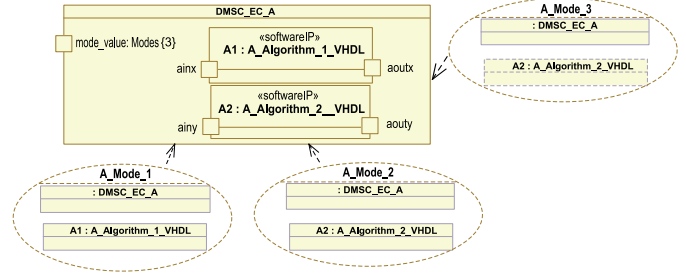 DMSC_EC_A
mode_value: Modes {3}
«softwareIP»
A1 : A_Algorithm_1_VHDL
ainx
aoutx
«softwareIP»
A2 : A_Algorithm_2__VHDL
ainy
aouty
A_Mode_3
: DMSC_EC_A
A2 : A_Algorithm_2_VHDL
A_Mode_1
: DMSC_EC_A
A1 : A_Algorithm_1_VHDL
A_Mode_2
: DMSC_EC_A
A2 : A_Algorithm_2_VHDL